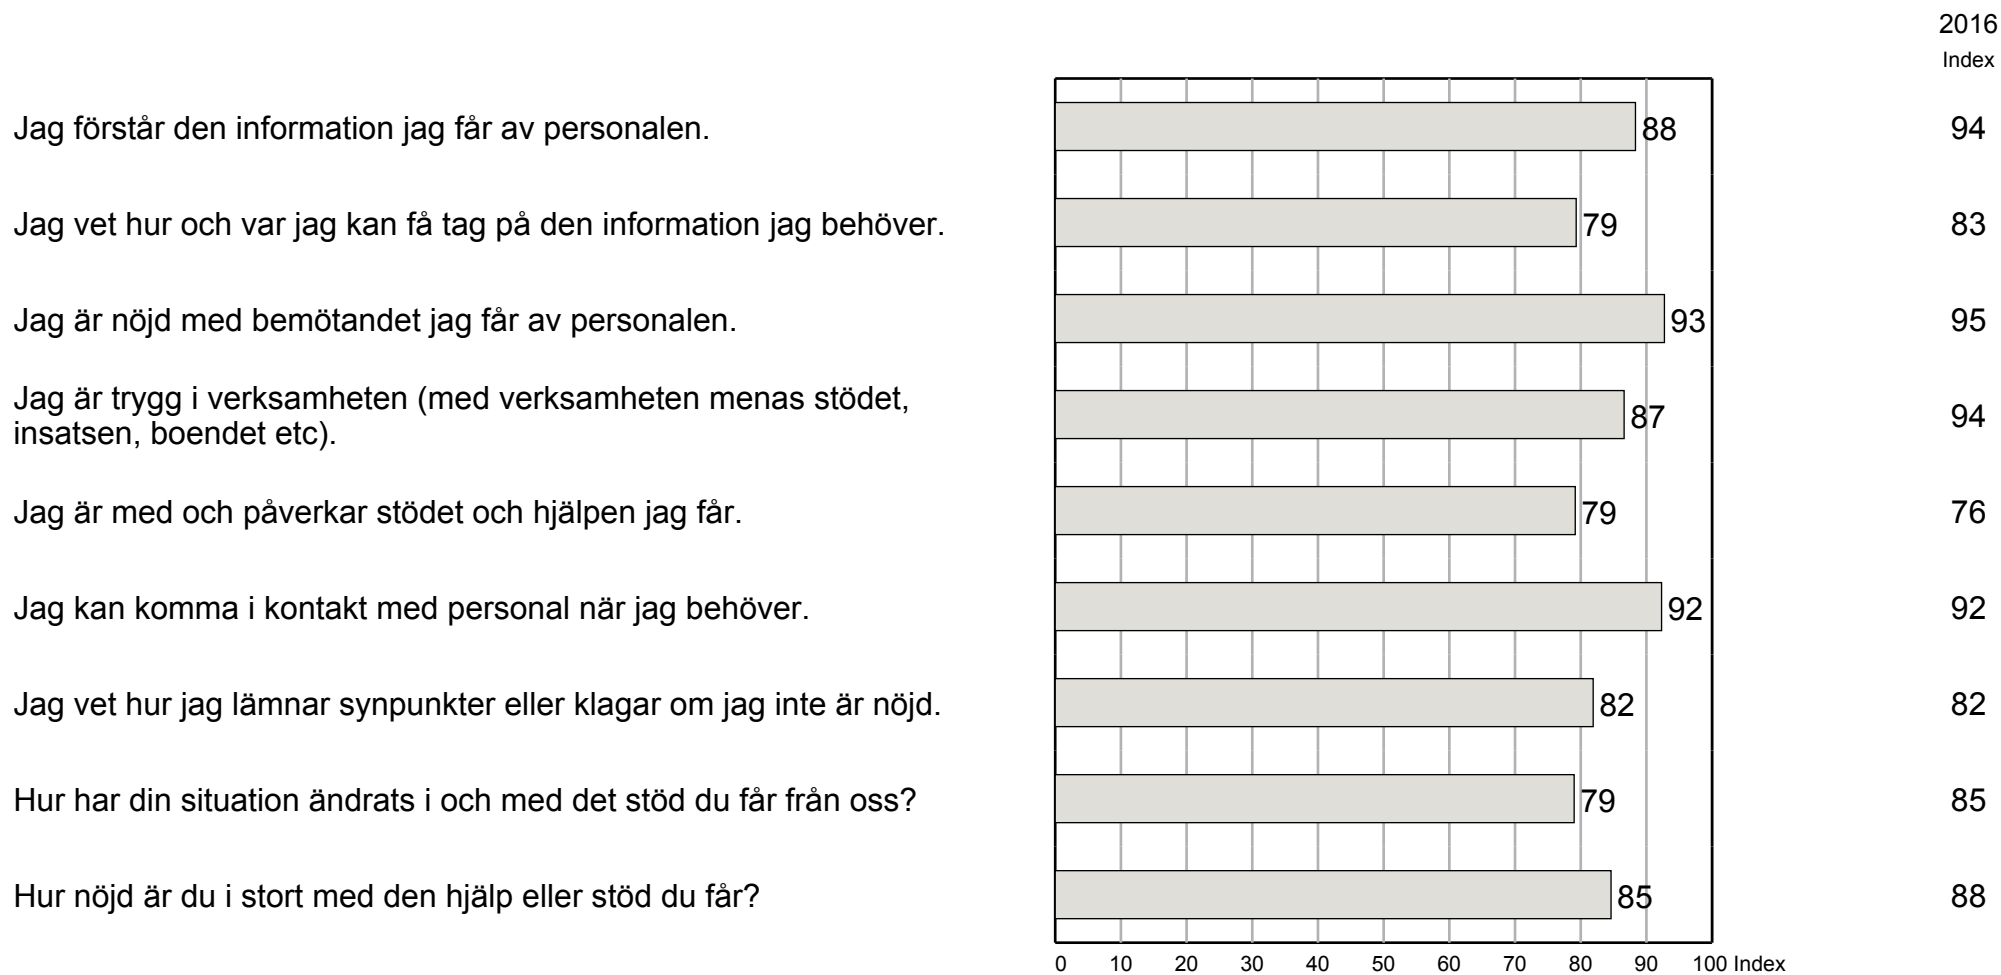 2016
Index
Jag förstår den information jag får av personalen. 88 94
Jag vet hur och var jag kan få tag på den information jag behöver. 79 83
Jag är nöjd med bemötandet jag får av personalen. 93 95
Jag är trygg i verksamheten (med verksamheten menas stödet,
insatsen, boendet etc). 87 94
Jag är med och påverkar stödet och hjälpen jag får. 79 76
Jag kan komma i kontakt med personal när jag behöver. 92 92
Jag vet hur jag lämnar synpunkter eller klagar om jag inte är nöjd. 82 82
Hur har din situation ändrats i och med det stöd du får från oss? 79 85
Hur nöjd är du i stort med den hjälp eller stöd du får? 85 88
0 10 20 30 40 50 60 70 80 90 100 Index